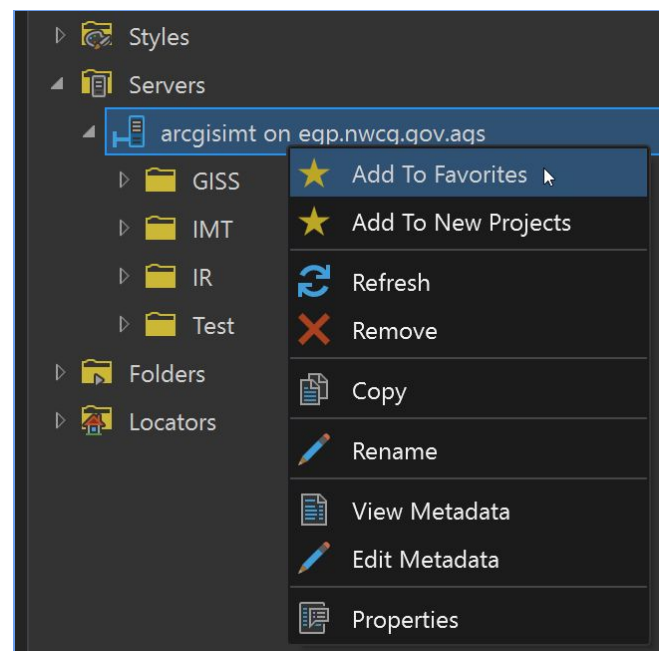 Styles
Servers
arcgisimt on egp.nwcg.gov.ags
GISS
Add To Favorites
IMT
Add To New Projects
IR
Refresh
Test
Remove
Folders
Copy
Locators
Rename
View Metadata
Edit Metadata
Properties